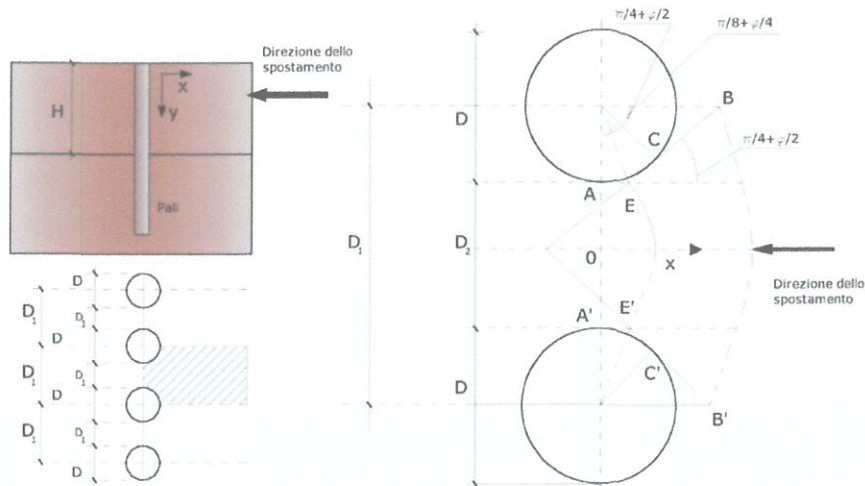 Direzione dello
spostamento
H
x
y
Pali
D
D₁
D₁
D
D₁
D₁
D
D₁
D₁
D
π/4+φ/2
π/8+φ/4
B
C
D
π/4+φ/2
A
E
D₁
D₂
0
x
Direzione dello
spostamento
E'
A'
C'
D
B'